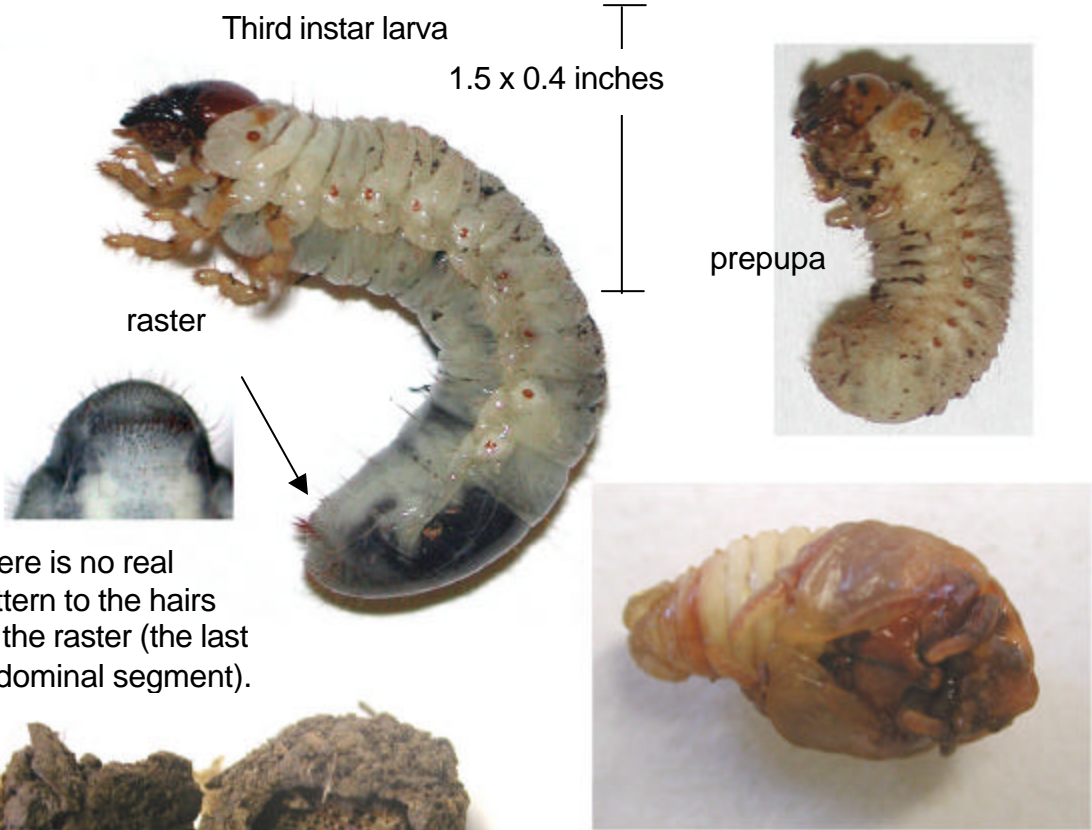 Third instar larva
1.5 x 0.4 inches
prepupa
raster
ere is no real
ttern to the hairs
the raster (the last
dominal segment).